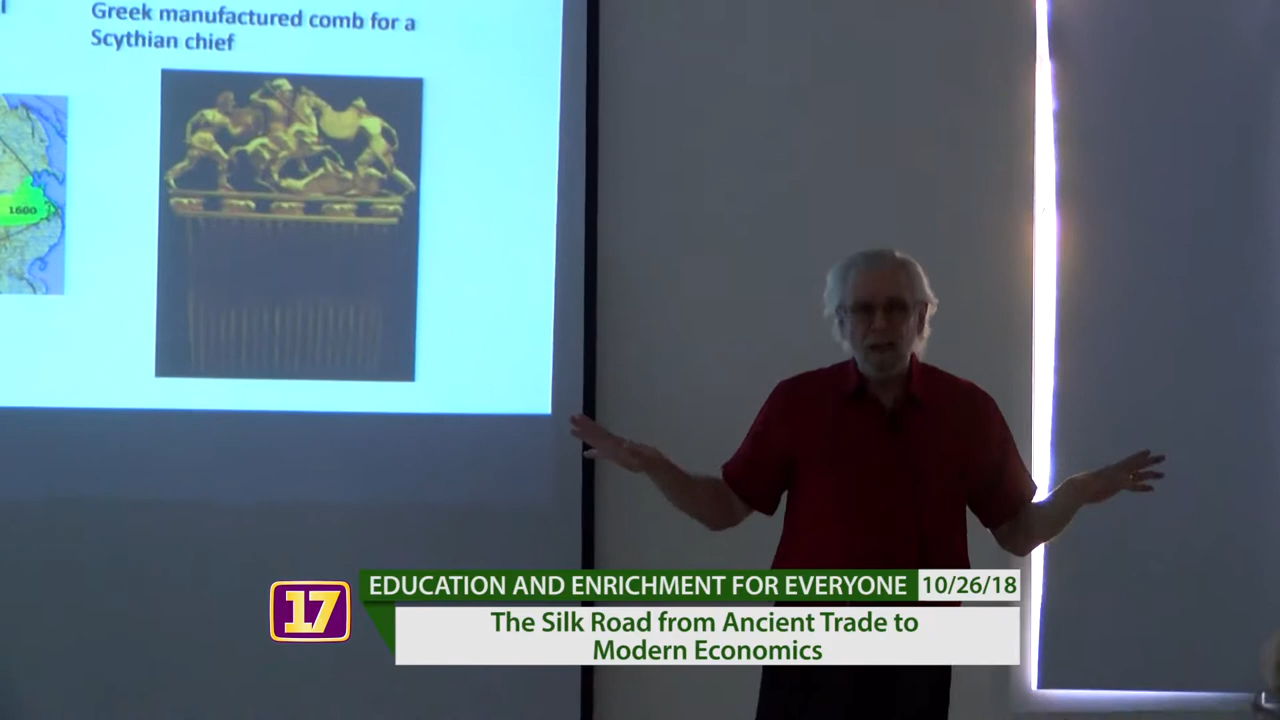 Greek manufactured comb for a
Scythian chief
1600
17
EDUCATION AND ENRICHMENT FOR EVERYONE
10/26/18
The Silk Road from Ancient Trade to
Modern Economics